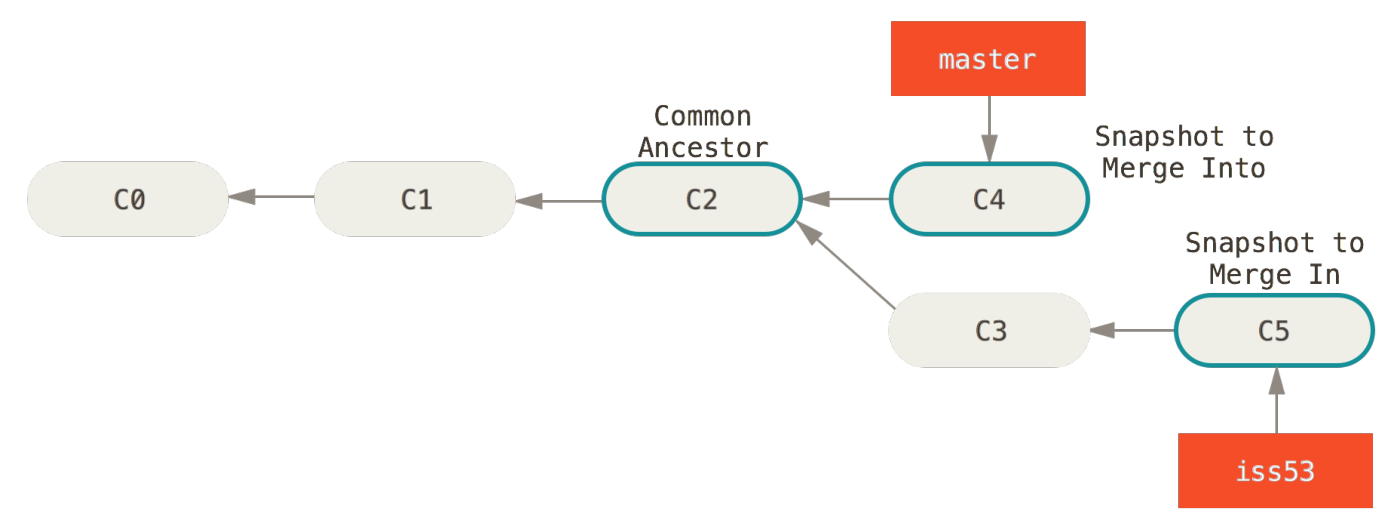 master
Common
Ancestor
Snapshot to
Merge Into
C0
C1
C2
C4
Snapshot to
Merge In
C3
C5
iss53